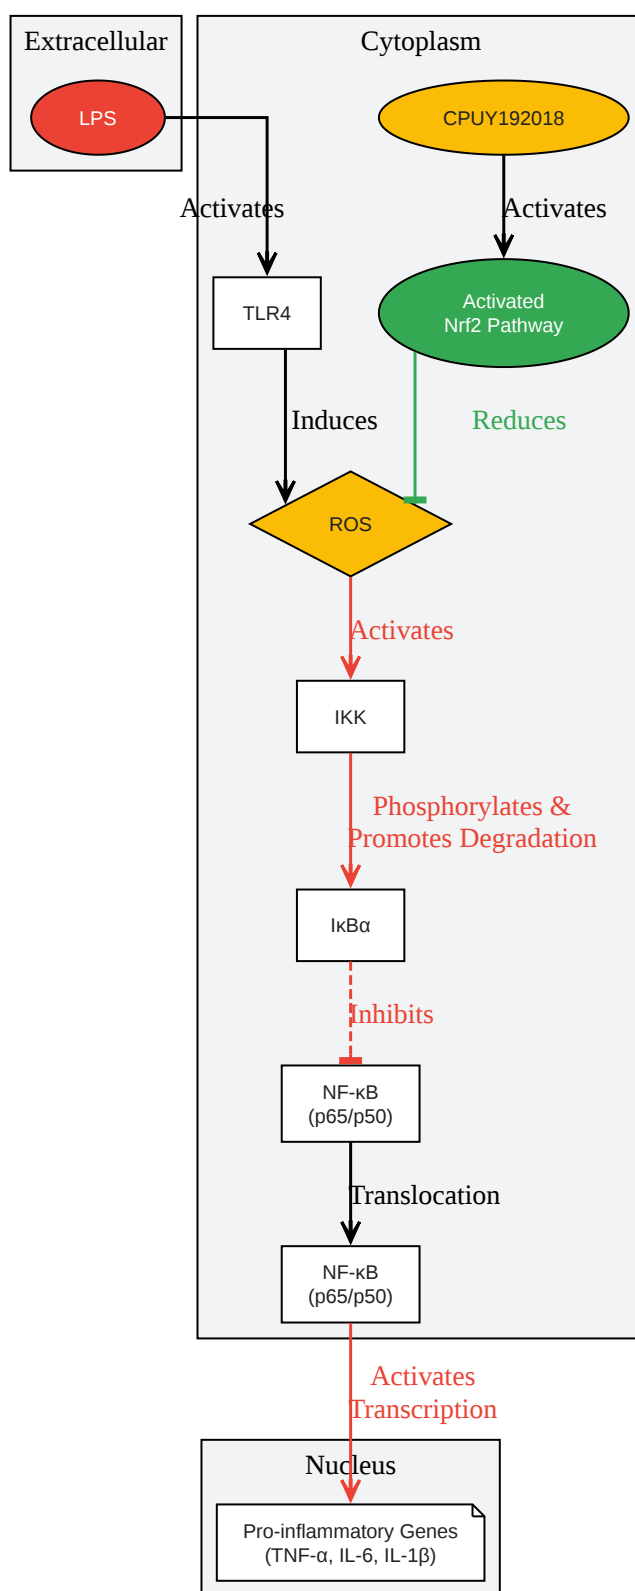 Extracellular
Cytoplasm
LPS
CPUY192018
Activates
Activates
TLR4
Activated
Nrf2 Pathway
Induces
Reduces
ROS
Activates
IKK
Phosphorylates &
Promotes Degradation
IκBα
Inhibits
NF-κB
(p65/p50)
Translocation
NF-κB
(p65/p50)
Activates
Transcription
Nucleus
Pro-inflammatory Genes
(TNF-α, IL-6, IL-1β)